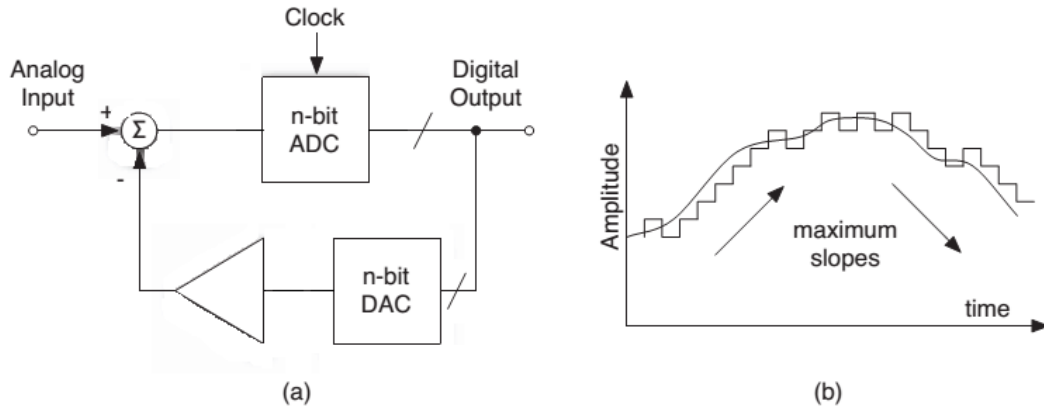 Clock
Analog
Input
+
Σ
-
n-bit
ADC
Digital
Output
n-bit
DAC
(a)
Amplitude
maximum
slopes
time
(b)